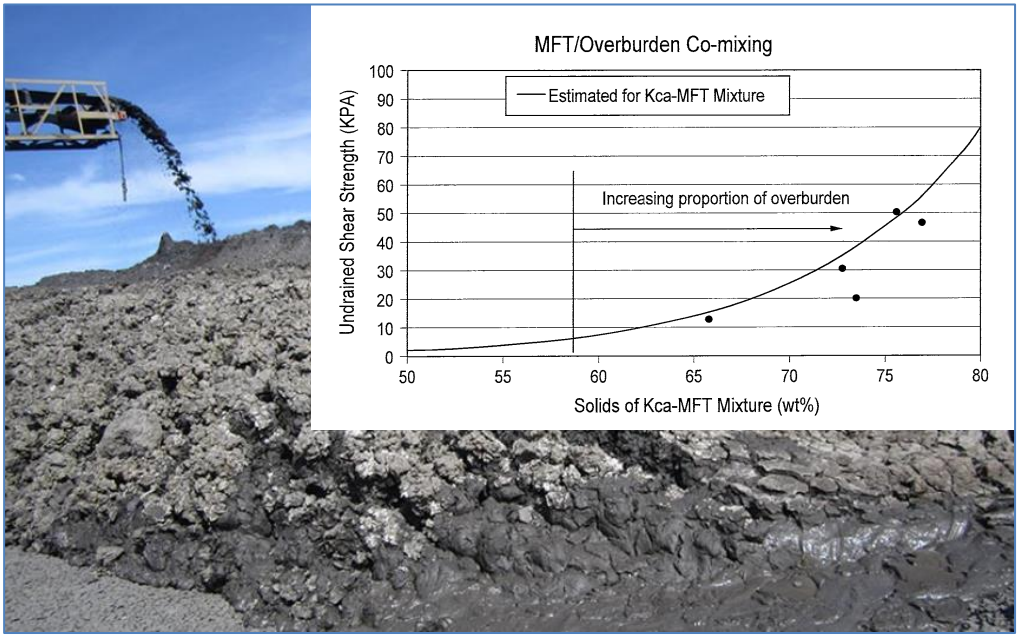 MFT/Overburden Co-mixing
Undrained Shear Strength (KPA)
100
90
80
70
60
50
40
30
20
10
0
Estimated for Kca-MFT Mixture
Increasing proportion of overburden
50 55 60 65 70 75 80
Solids of Kca-MFT Mixture (wt%)